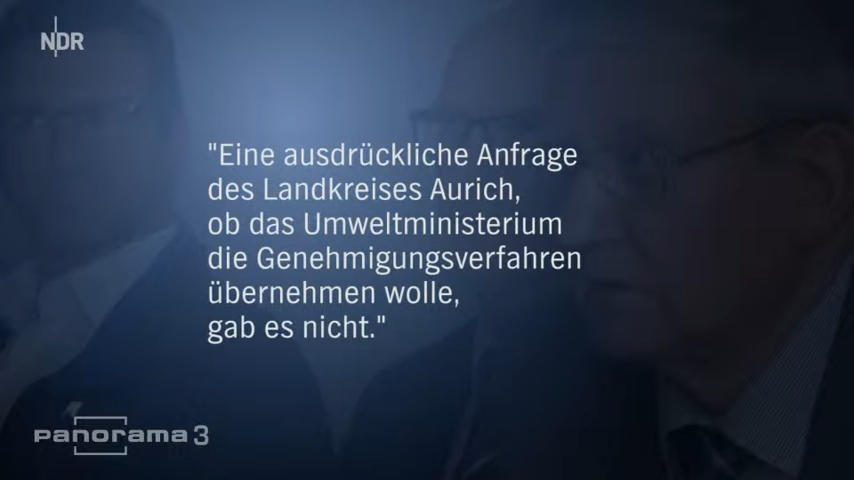 NDR
"Eine ausdrückliche Anfrage
des Landkreises Aurich,
ob das Umweltministerium
die Genehmigungsverfahren
übernehmen wolle,
gab es nicht."
panorama 3